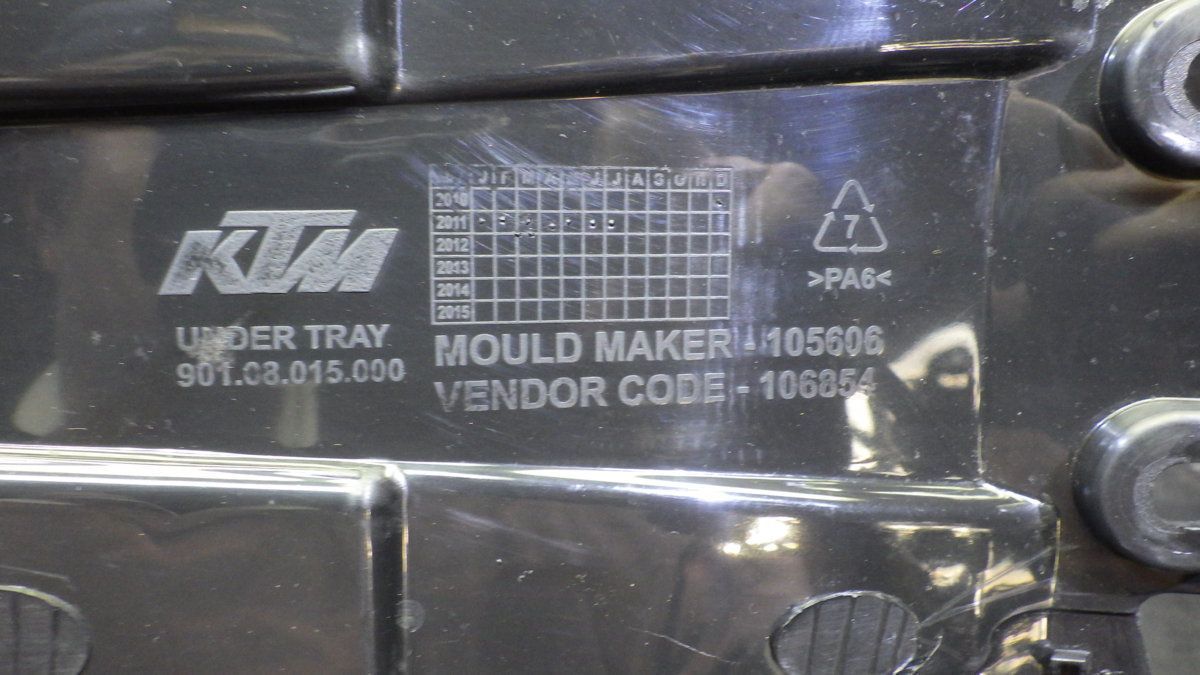 KTM
UNDER TRAY
901.08.015.000
J F M A M J J A S O N D
2010
2011
2012
2013
2014
2015
MOULD MAKER - 105606
VENDOR CODE - 106854
7
>PA6<